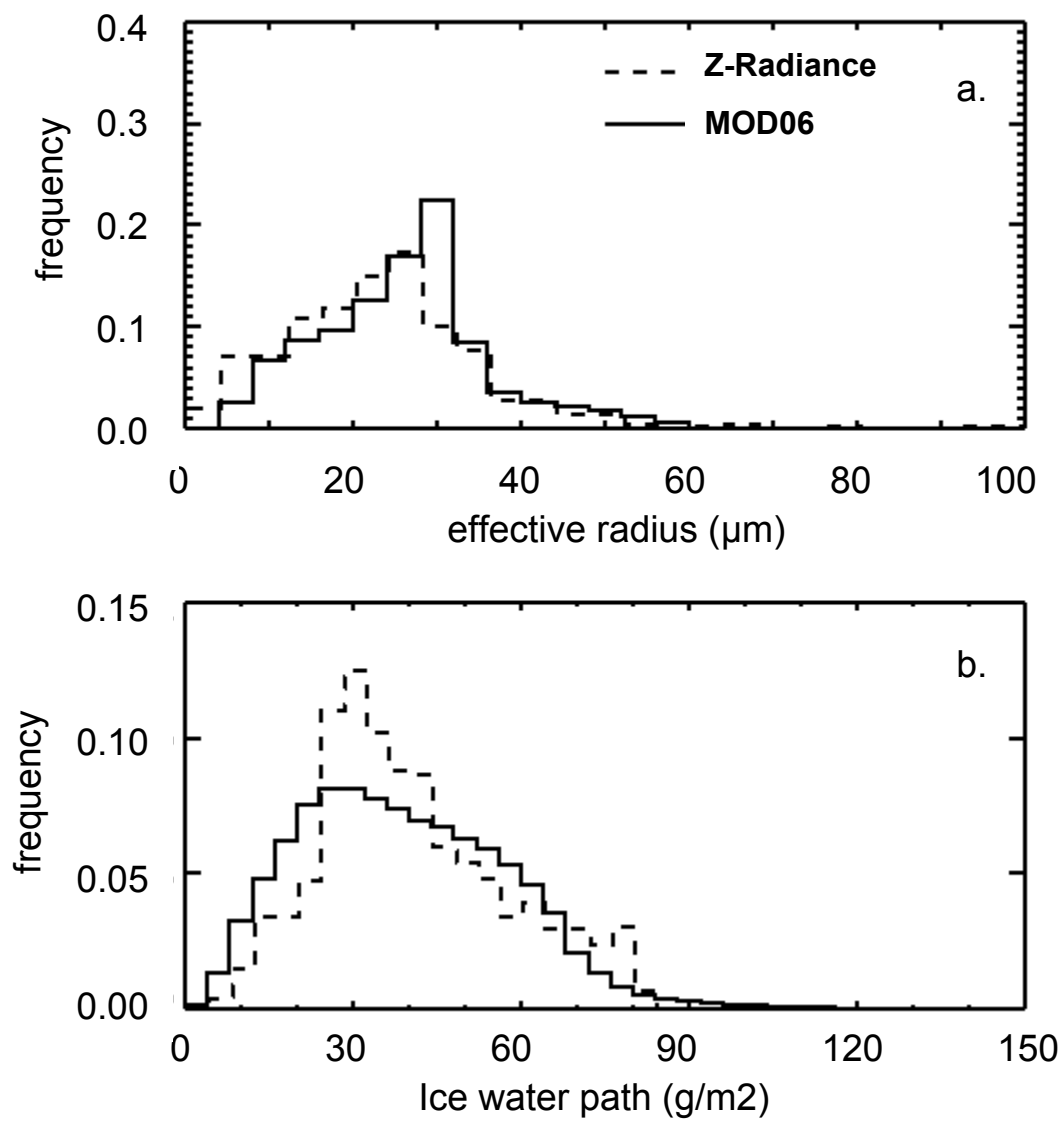 0.4
Z-Radiance
a.
MOD06
0.3
frequency
0.2
0.1
0.0
0 20 40 60 80 100
effective radius (µm)
0.15
b.
0.10
frequency
0.05
0.00
0 30 60 90 120 150
Ice water path (g/m2)